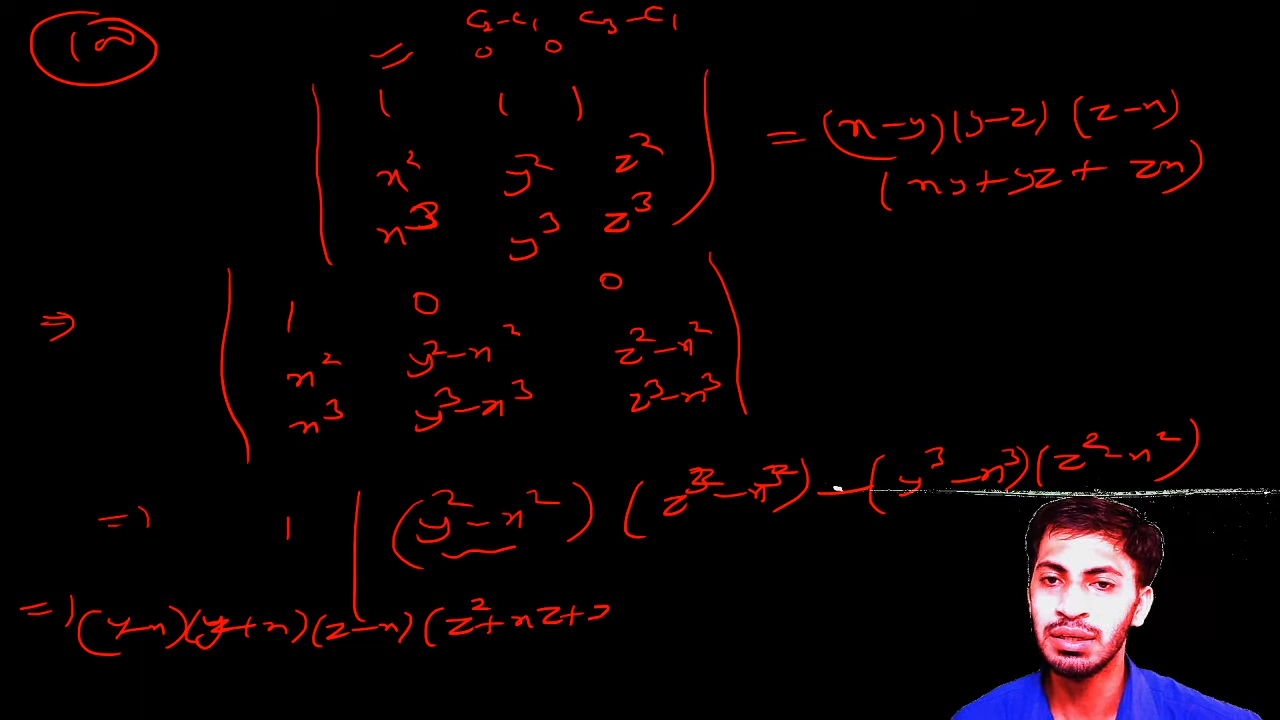 10
C₂-C₁ C₃-C₁
= 0 0
| 1 1 1 |
| x² y² z² | = (x-y)(y-z)(z-x)
| x³ y³ z³ | (xy+yz+zx)
⇒ | 1 0 0 |
| x² y²-x² z²-x² |
| x³ y³-x³ z³-x³ |
⇒ 1 | (y²-x²) (z³-x³) - (y³-x³)(z²-x²)
⇒ (y-x)(y+x)(z-x)(z²+xz+